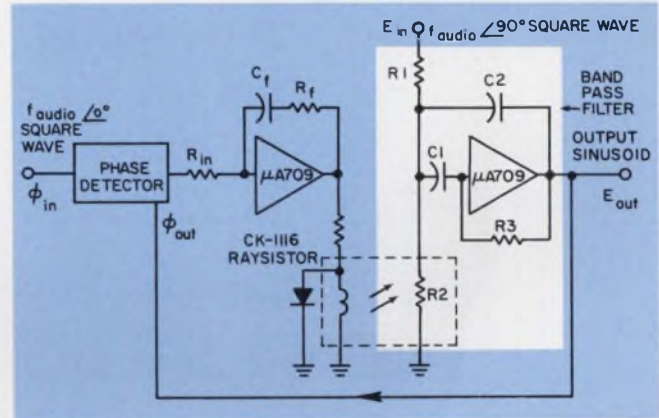 E in f audio ∠90° SQUARE WAVE
R1
C2
BAND
PASS
FILTER
C f
R f
f audio ∠0°
SQUARE
WAVE
PHASE
DETECTOR
R in
μA709
C1
μA709
OUTPUT
SINUSOID
E out
ϕ in
ϕ out
R3
CK-1116
RAYSISTOR
R2